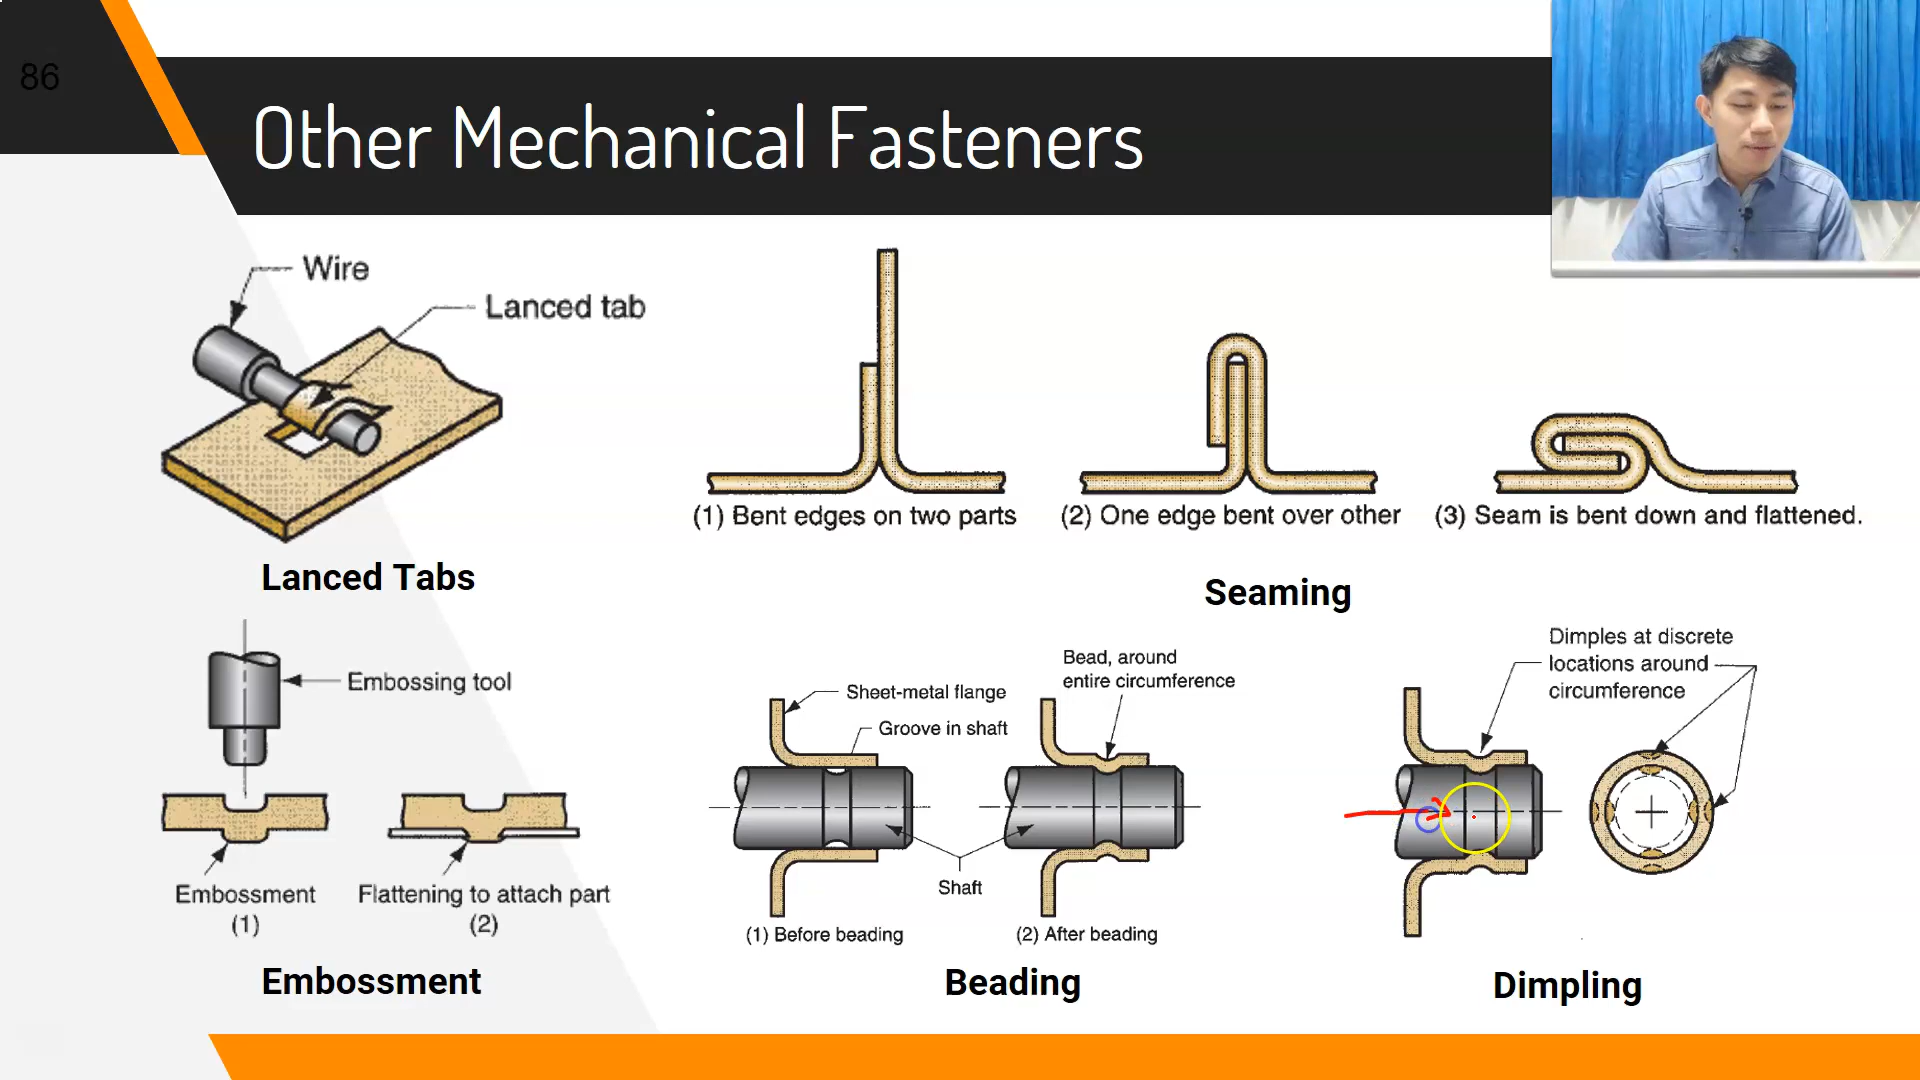 86
Other Mechanical Fasteners
Wire
Lanced tab
Lanced Tabs
(1) Bent edges on two parts
(2) One edge bent over other
(3) Seam is bent down and flattened.
Seaming
Embossing tool
Embossment
(1)
Flattening to attach part
(2)
Embossment
Sheet-metal flange
Groove in shaft
Bead, around
entire circumference
Shaft
(1) Before beading
(2) After beading
Beading
Dimples at discrete
locations around
circumference
Dimpling